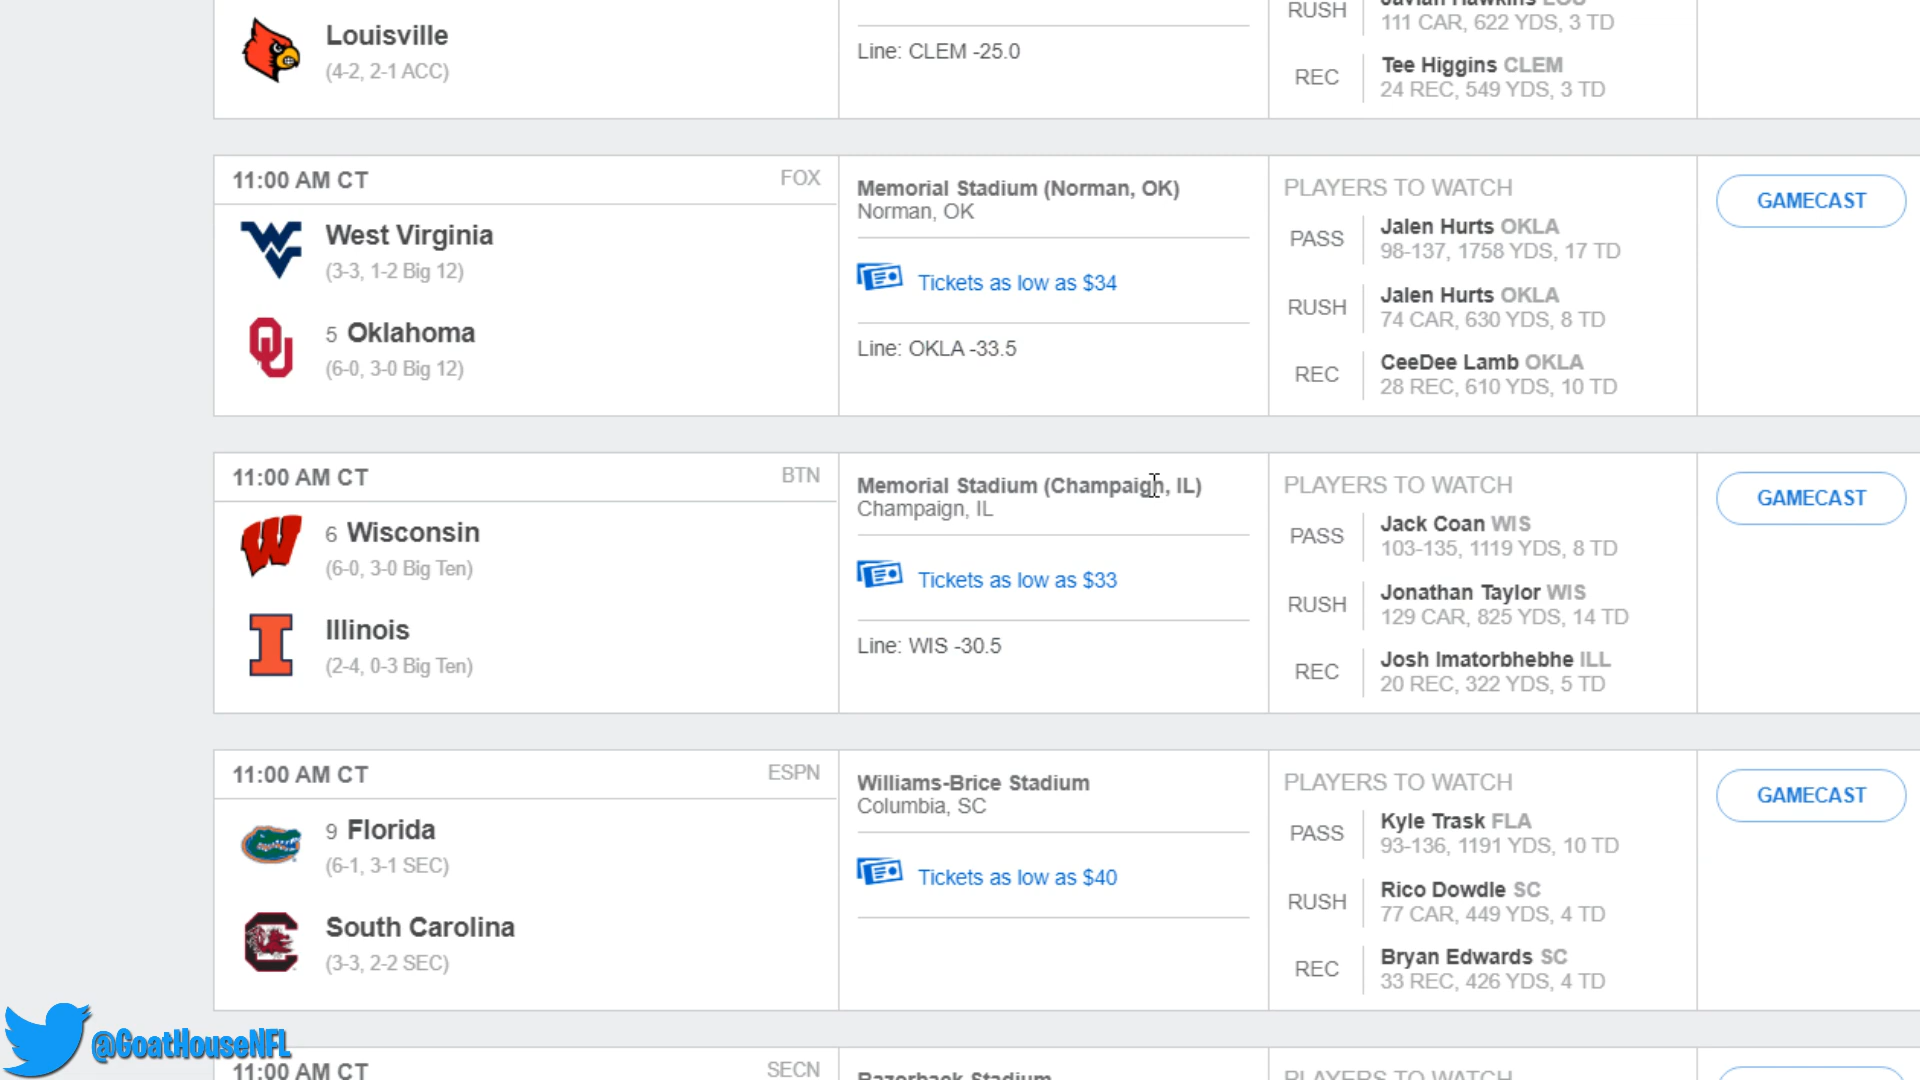 Louisville
(4-2, 2-1 ACC)
Line: CLEM -25.0
RUSH
Javian Hawkins LOU
111 CAR, 622 YDS, 3 TD
REC
Tee Higgins CLEM
24 REC, 549 YDS, 3 TD
11:00 AM CT
FOX
West Virginia
(3-3, 1-2 Big 12)
5 Oklahoma
(6-0, 3-0 Big 12)
Memorial Stadium (Norman, OK)
Norman, OK
Tickets as low as $34
Line: OKLA -33.5
PLAYERS TO WATCH
PASS
Jalen Hurts OKLA
98-137, 1758 YDS, 17 TD
RUSH
Jalen Hurts OKLA
74 CAR, 630 YDS, 8 TD
REC
CeeDee Lamb OKLA
28 REC, 610 YDS, 10 TD
GAMECAST
11:00 AM CT
BTN
6 Wisconsin
(6-0, 3-0 Big Ten)
Illinois
(2-4, 0-3 Big Ten)
Memorial Stadium (Champaign, IL)
Champaign, IL
Tickets as low as $33
Line: WIS -30.5
PLAYERS TO WATCH
PASS
Jack Coan WIS
103-135, 1119 YDS, 8 TD
RUSH
Jonathan Taylor WIS
129 CAR, 825 YDS, 14 TD
REC
Josh Imatorbhebhe ILL
20 REC, 322 YDS, 5 TD
GAMECAST
11:00 AM CT
ESPN
9 Florida
(6-1, 3-1 SEC)
South Carolina
(3-3, 2-2 SEC)
Williams-Brice Stadium
Columbia, SC
Tickets as low as $40
PLAYERS TO WATCH
PASS
Kyle Trask FLA
93-136, 1191 YDS, 10 TD
RUSH
Rico Dowdle SC
77 CAR, 449 YDS, 4 TD
REC
Bryan Edwards SC
33 REC, 426 YDS, 4 TD
GAMECAST
@GoatHouseNFL
11:00 AM CT
SECN
Razorback Stadium
PLAYERS TO WATCH